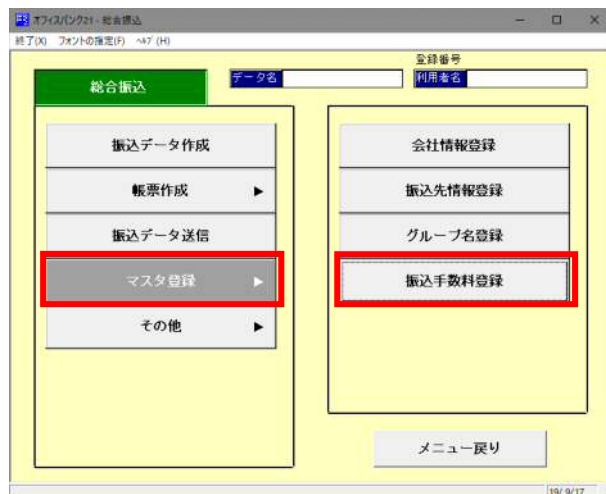 オフィスバンク21 - 総合振込
終了(X) フォントの指定(F) ヘルプ(H)
登録番号
総合振込 データ名 利用者名
振込データ作成
帳票作成 ▶
振込データ送信
マスタ登録 ▶
その他 ▶
会社情報登録
振込先情報登録
グループ名登録
振込手数料登録
メニュー戻り
19/ 9/17